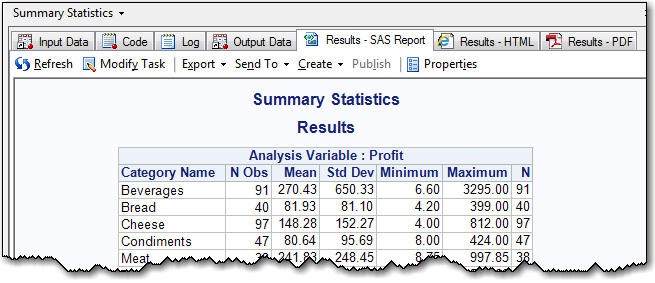 Summary Statistics
Input Data Code Log Output Data Results - SAS Report Results - HTML Results - PDF
Refresh Modify Task Export Send To Create Publish Properties
Summary Statistics
Results
Analysis Variable : Profit
Category Name N Obs Mean Std Dev Minimum Maximum N
Beverages 91 270.43 650.33 6.60 3295.00 91
Bread 40 81.93 81.10 4.20 399.00 40
Cheese 97 148.28 152.27 4.00 812.00 97
Condiments 47 80.64 95.69 8.00 424.00 47
Meat 241.83 248.45 8.75 997.85 38